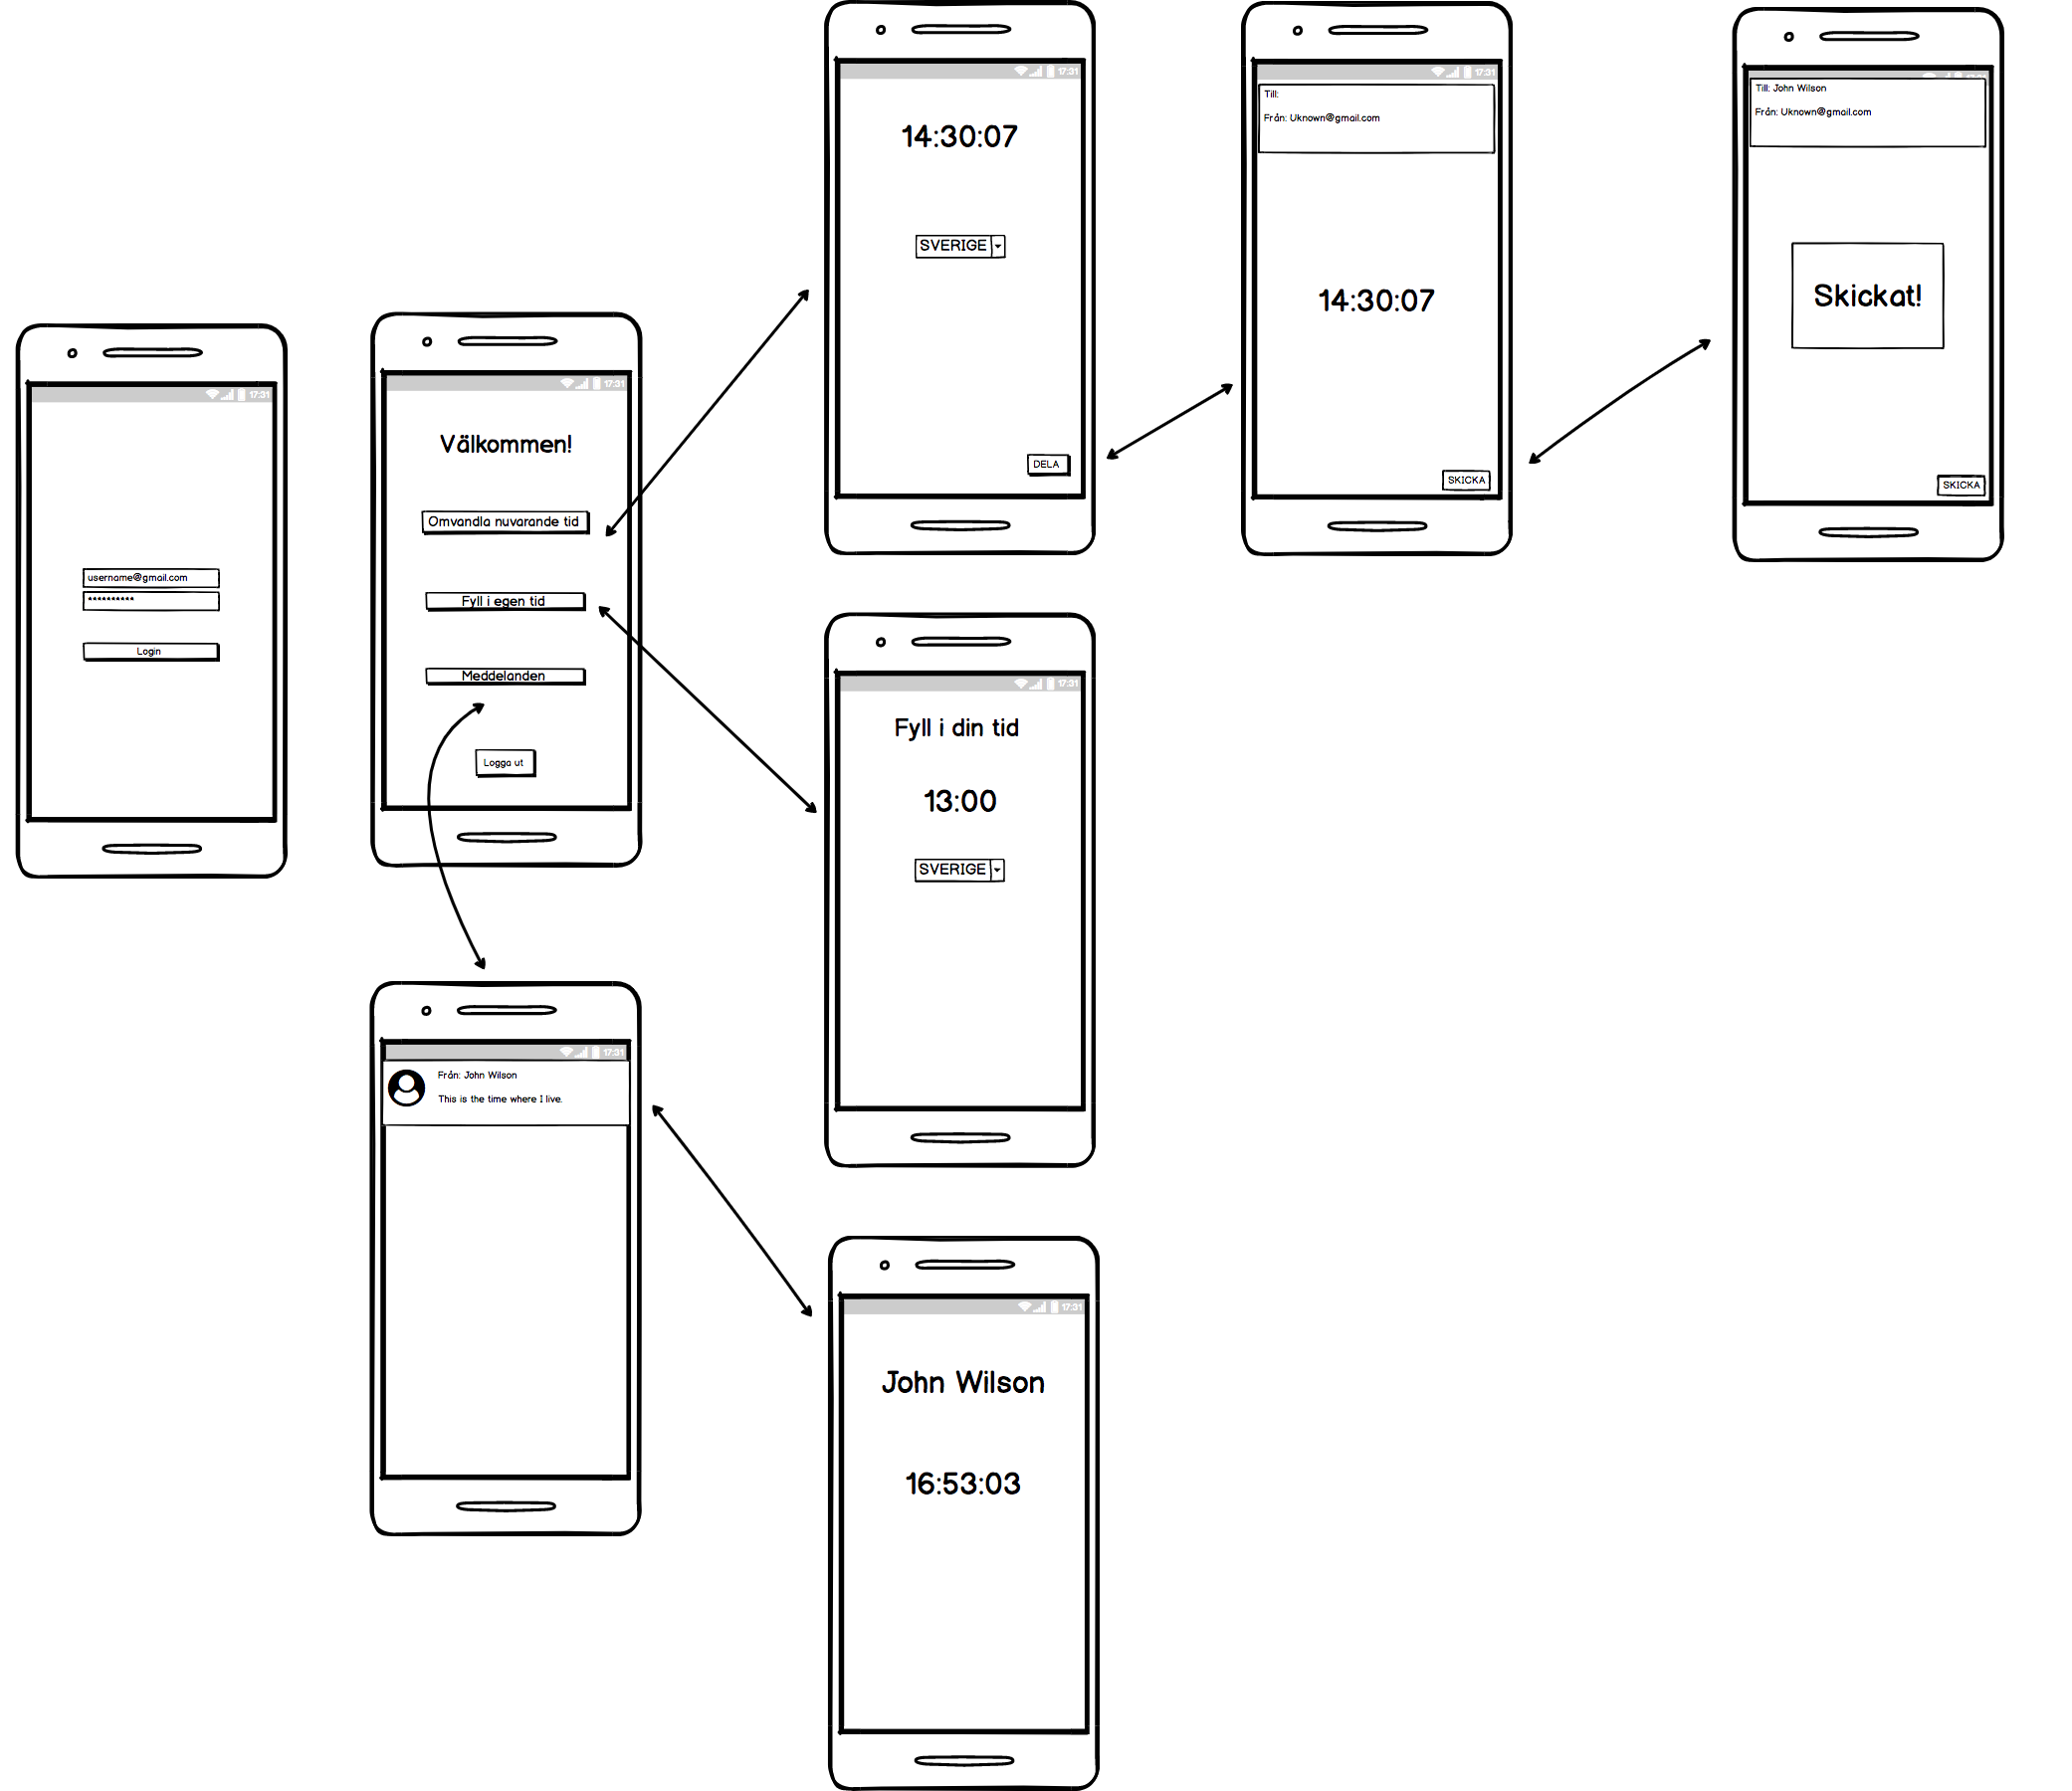 17:31
username@gmail.com
**********
Login
17:31
Välkommen!
Omvandla nuvarande tid
Fyll i egen tid
Meddelanden
Logga ut
17:31
14:30:07
SVERIGE
DELA
17:31
Till:
Från: Uknown@gmail.com
14:30:07
SKICKA
Till: John Wilson
Från: Uknown@gmail.com
Skickat!
SKICKA
17:31
Fyll i din tid
13:00
SVERIGE
17:31
Från: John Wilson
This is the time where I live.
17:31
John Wilson
16:53:03